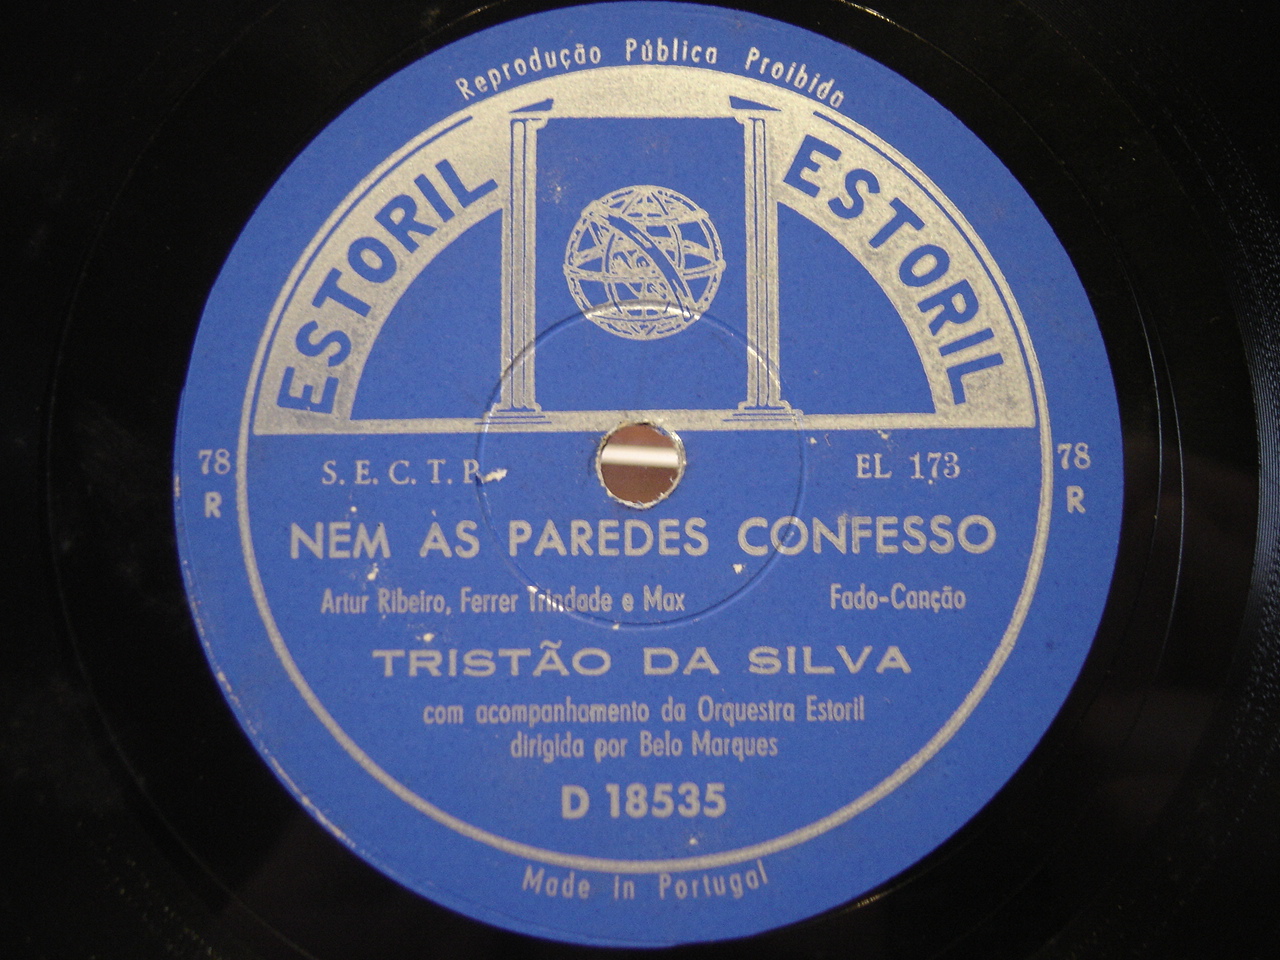 Reprodução Pública Proibida
ESTORIL ESTORIL
78 R
78 R
S. E. C. T. P.
EL 173
NEM ÀS PAREDES CONFESSO
Artur Ribeiro, Ferrer Trindade e Max
Fado-Canção
TRISTÃO DA SILVA
com acompanhamento da Orquestra Estoril
dirigida por Belo Marques
D 18535
Made in Portugal